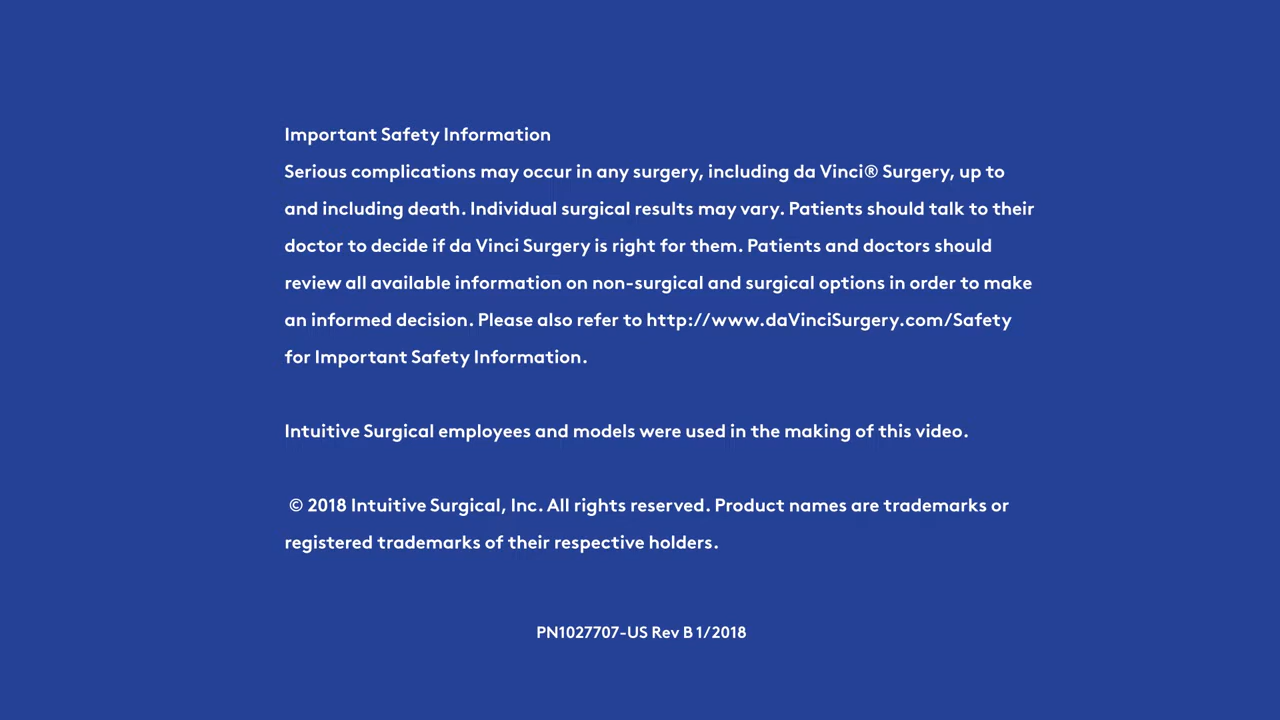 Important Safety Information
Serious complications may occur in any surgery, including da Vinci® Surgery, up to
and including death. Individual surgical results may vary. Patients should talk to their
doctor to decide if da Vinci Surgery is right for them. Patients and doctors should
review all available information on non-surgical and surgical options in order to make
an informed decision. Please also refer to http://www.daVinciSurgery.com/Safety
for Important Safety Information.
Intuitive Surgical employees and models were used in the making of this video.
© 2018 Intuitive Surgical, Inc. All rights reserved. Product names are trademarks or
registered trademarks of their respective holders.
PN1027707-US Rev B 1/2018